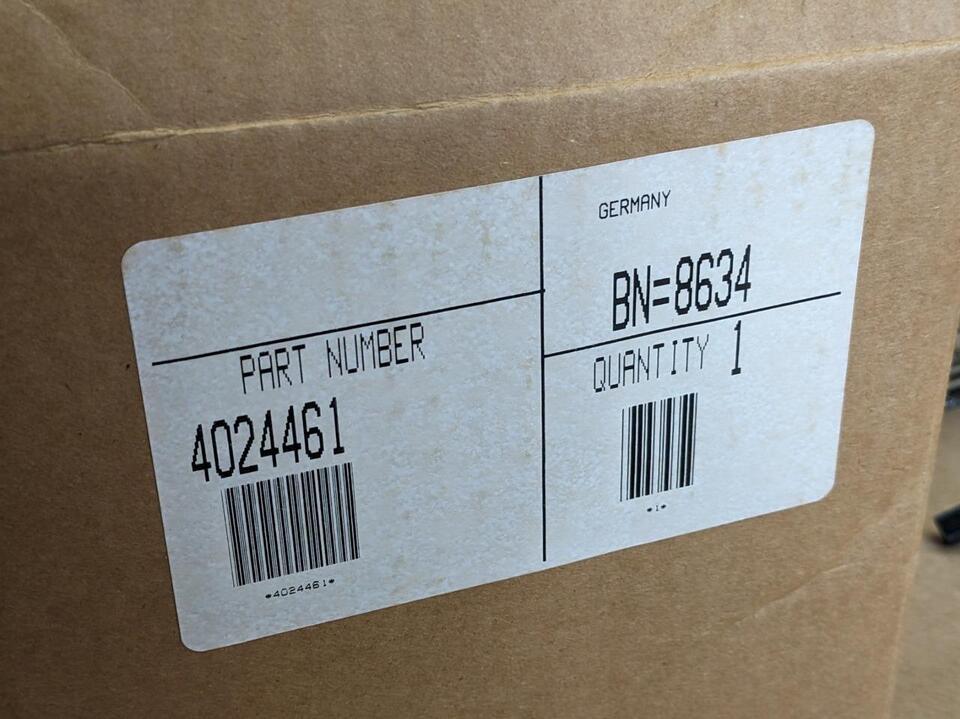 GERMANY
BN=8634
PART NUMBER
4024461
*4024461*
QUANTITY 1
*1*